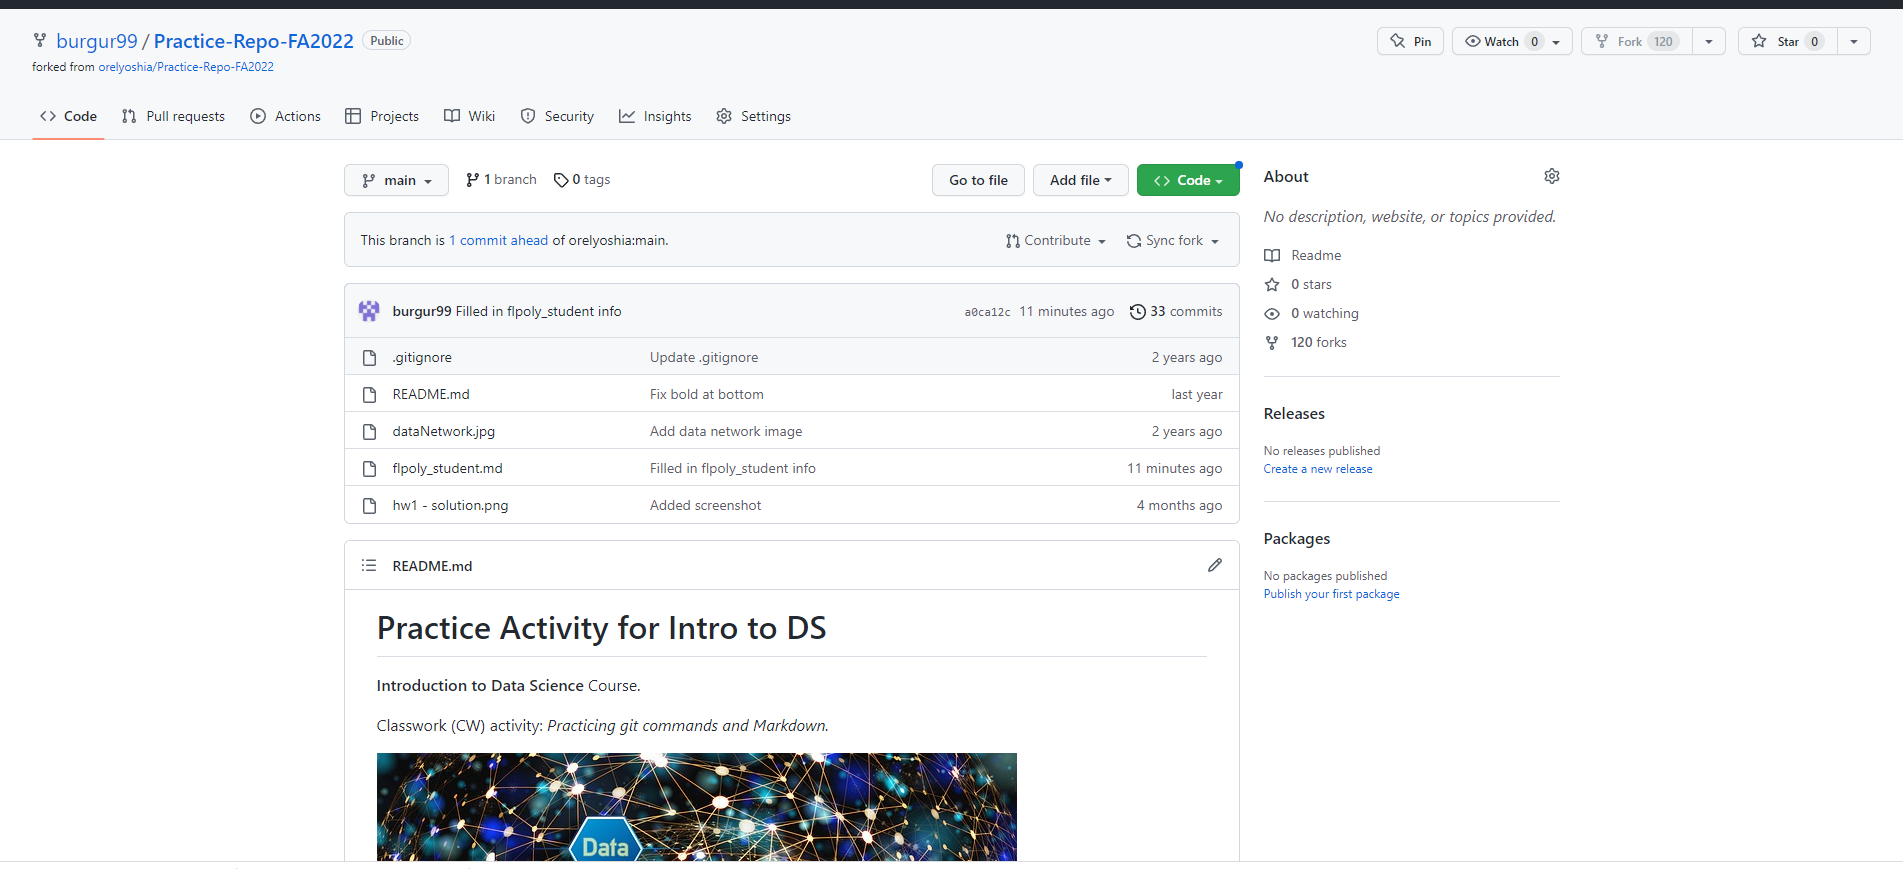 burgur99 / Practice-Repo-FA2022 Public
Pin Watch 0 Fork 120 Star 0
forked from orelyoshia/Practice-Repo-FA2022
Code Pull requests Actions Projects Wiki Security Insights Settings
main 1 branch 0 tags Go to file Add file Code
This branch is 1 commit ahead of orelyoshia:main. Contribute Sync fork
burgur99 Filled in flpoly_student info a0ca12c 11 minutes ago 33 commits
.gitignore Update .gitignore 2 years ago
README.md Fix bold at bottom last year
dataNetwork.jpg Add data network image 2 years ago
flpoly_student.md Filled in flpoly_student info 11 minutes ago
hw1 - solution.png Added screenshot 4 months ago
README.md
Practice Activity for Intro to DS
Introduction to Data Science Course.
Classwork (CW) activity: Practicing git commands and Markdown.
Data
About
No description, website, or topics provided.
Readme
0 stars
0 watching
120 forks
Releases
No releases published
Create a new release
Packages
No packages published
Publish your first package